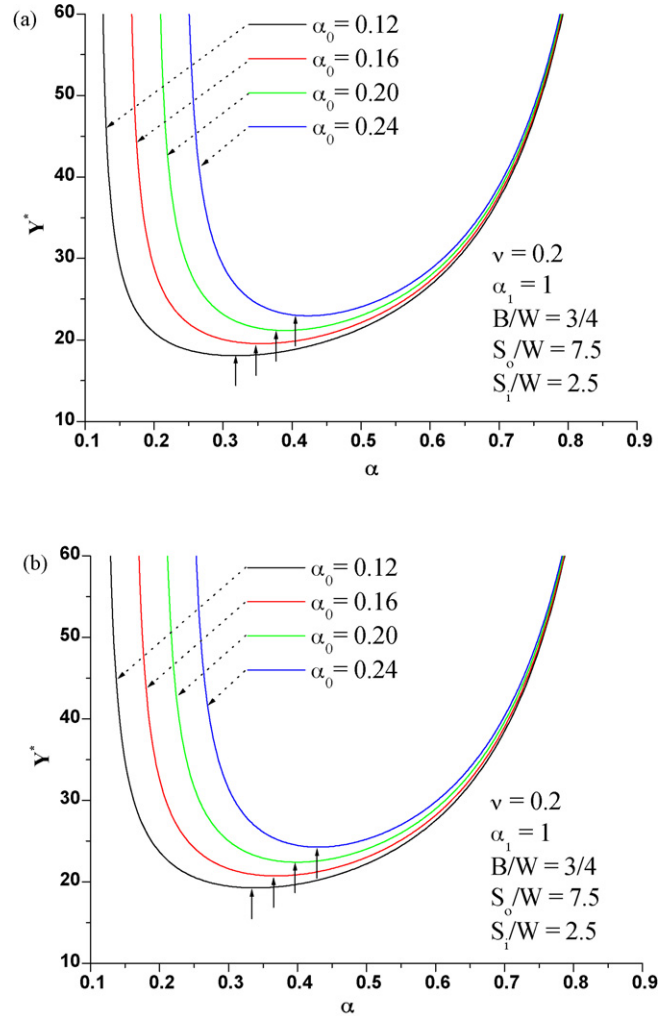 (a)
α₀ = 0.12
α₀ = 0.16
α₀ = 0.20
α₀ = 0.24
ν = 0.2
α₁ = 1
B/W = 3/4
Sₒ/W = 7.5
Sᵢ/W = 2.5
Y*
60
50
40
30
20
10
0.1 0.2 0.3 0.4 0.5 0.6 0.7 0.8 0.9
α
(b)
α₀ = 0.12
α₀ = 0.16
α₀ = 0.20
α₀ = 0.24
ν = 0.2
α₁ = 1
B/W = 3/4
Sₒ/W = 7.5
Sᵢ/W = 2.5
Y*
60
50
40
30
20
10
0.1 0.2 0.3 0.4 0.5 0.6 0.7 0.8 0.9
α